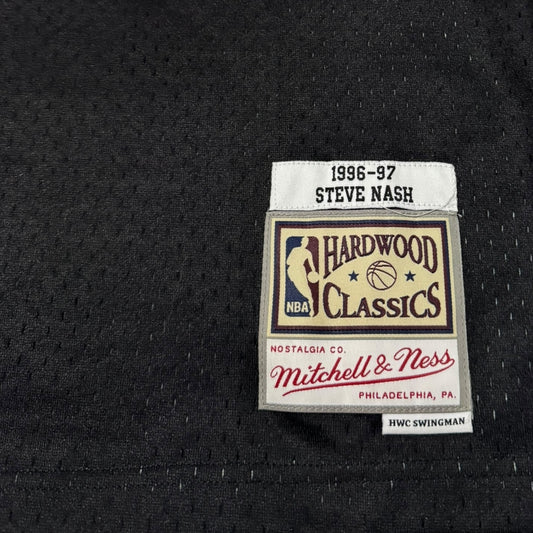 1996-97
STEVE NASH
HARDWOOD
CLASSICS
NBA
NOSTALGIA CO.
Mitchell & Ness
PHILADELPHIA, PA.
HWC SWINGMAN